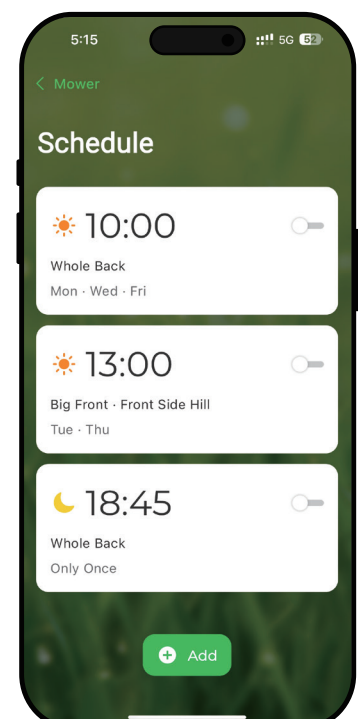 5:15
5G 52
Mower
Schedule
10:00
Whole Back
Mon · Wed · Fri
13:00
Big Front · Front Side Hill
Tue · Thu
18:45
Whole Back
Only Once
Add